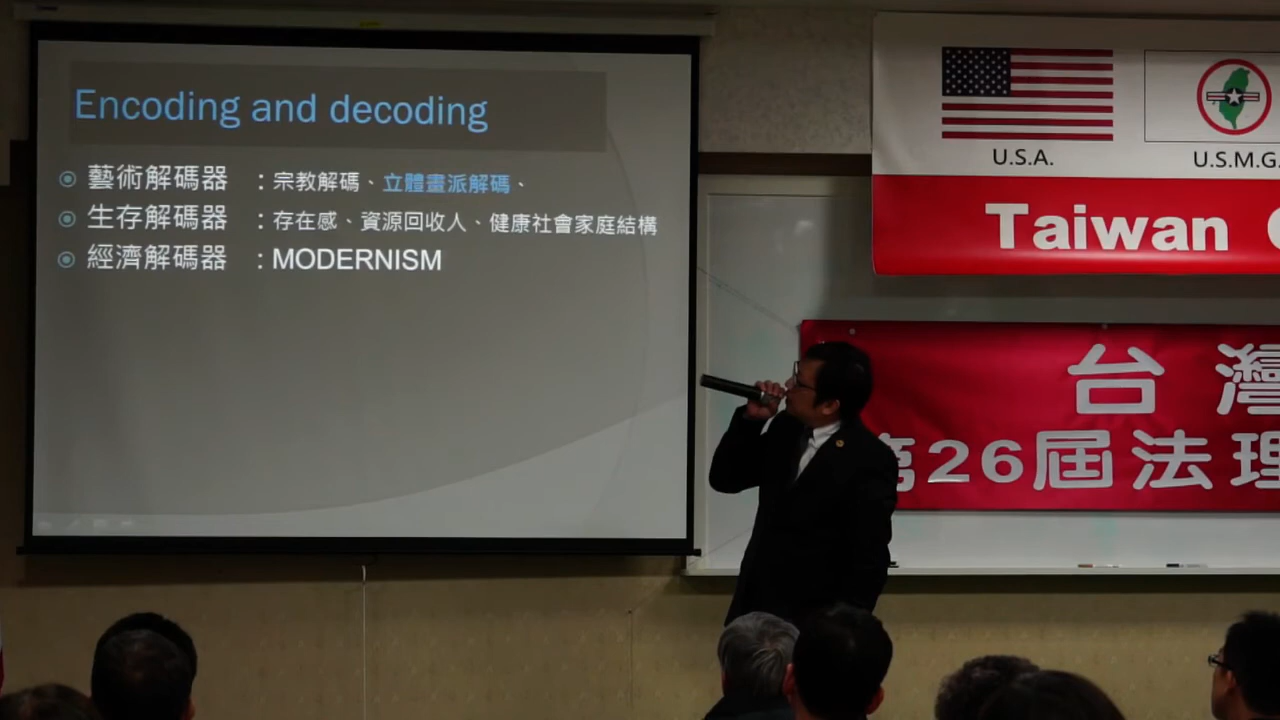 Encoding and decoding
藝術解碼器 : 宗教解碼、立體畫派解碼、
生存解碼器 : 存在感、資源回收人、健康社會家庭結構
經濟解碼器 : MODERNISM
U.S.A.
U.S.M.G.
Taiwan
台灣
第26屆法理